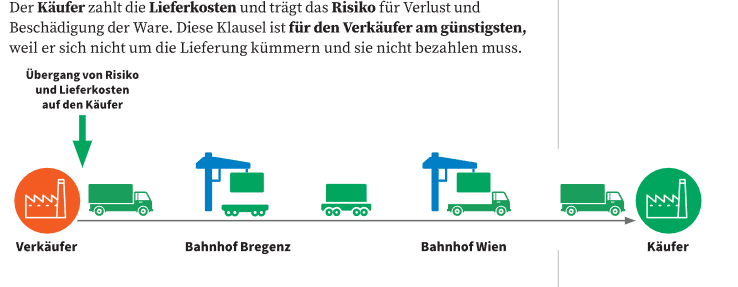 Der Käufer zahlt die Lieferkosten und trägt das Risiko für Verlust und
Beschädigung der Ware. Diese Klausel ist für den Verkäufer am günstigsten,
weil er sich nicht um die Lieferung kümmern und sie nicht bezahlen muss.
Übergang von Risiko
und Lieferkosten
auf den Käufer
Verkäufer
Bahnhof Bregenz
Bahnhof Wien
Käufer